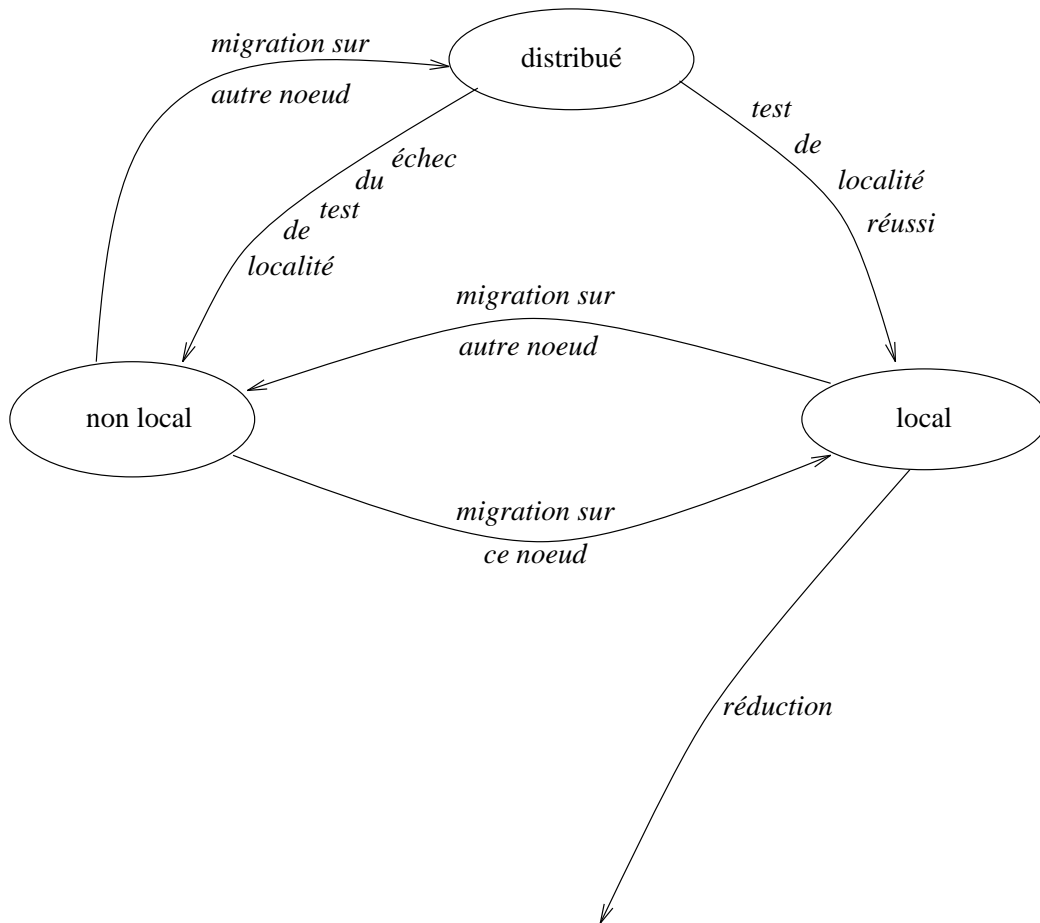 migration sur
autre noeud
distribué
test
de
localité
réussi
échec
du
test
de
localité
migration sur
autre noeud
non local
local
migration sur
ce noeud
réduction